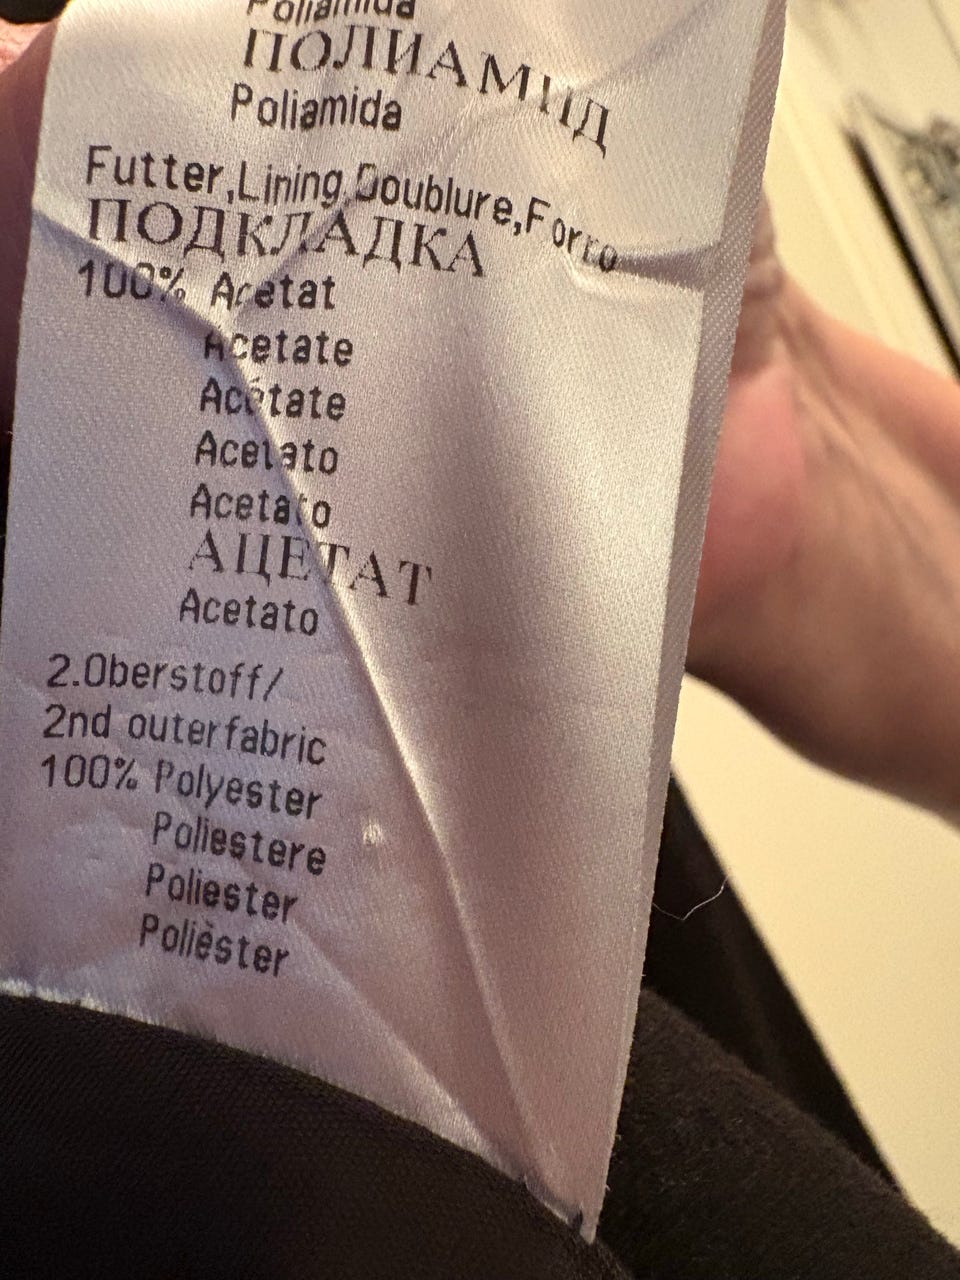 Poliamida
ПОЛИАМИД
Poliamida
Futter,Lining,Doublure,Forro
ПОДКЛАДКА
100% Acetat
Acetate
Acétate
Acetato
Acetato
АЦЕТАТ
Acetato
2.Oberstoff/
2nd outerfabric
100% Polyester
Poliestere
Poliester
Polièster